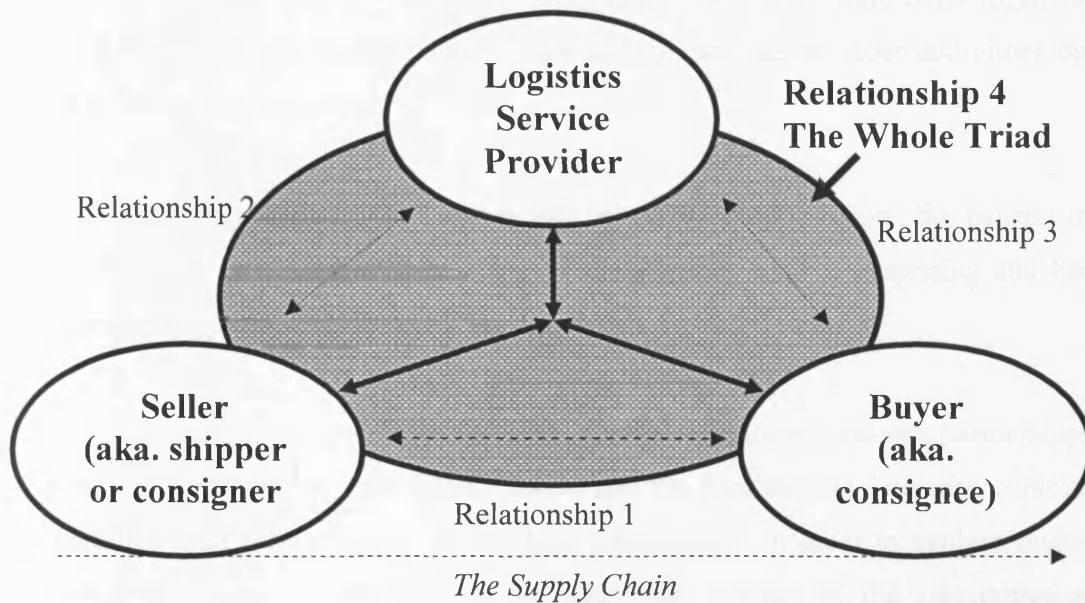 Logistics
Service
Provider
Relationship 4
The Whole Triad
Relationship 2
Relationship 3
Seller
(aka. shipper
or consigner
Buyer
(aka.
consignee)
Relationship 1
The Supply Chain